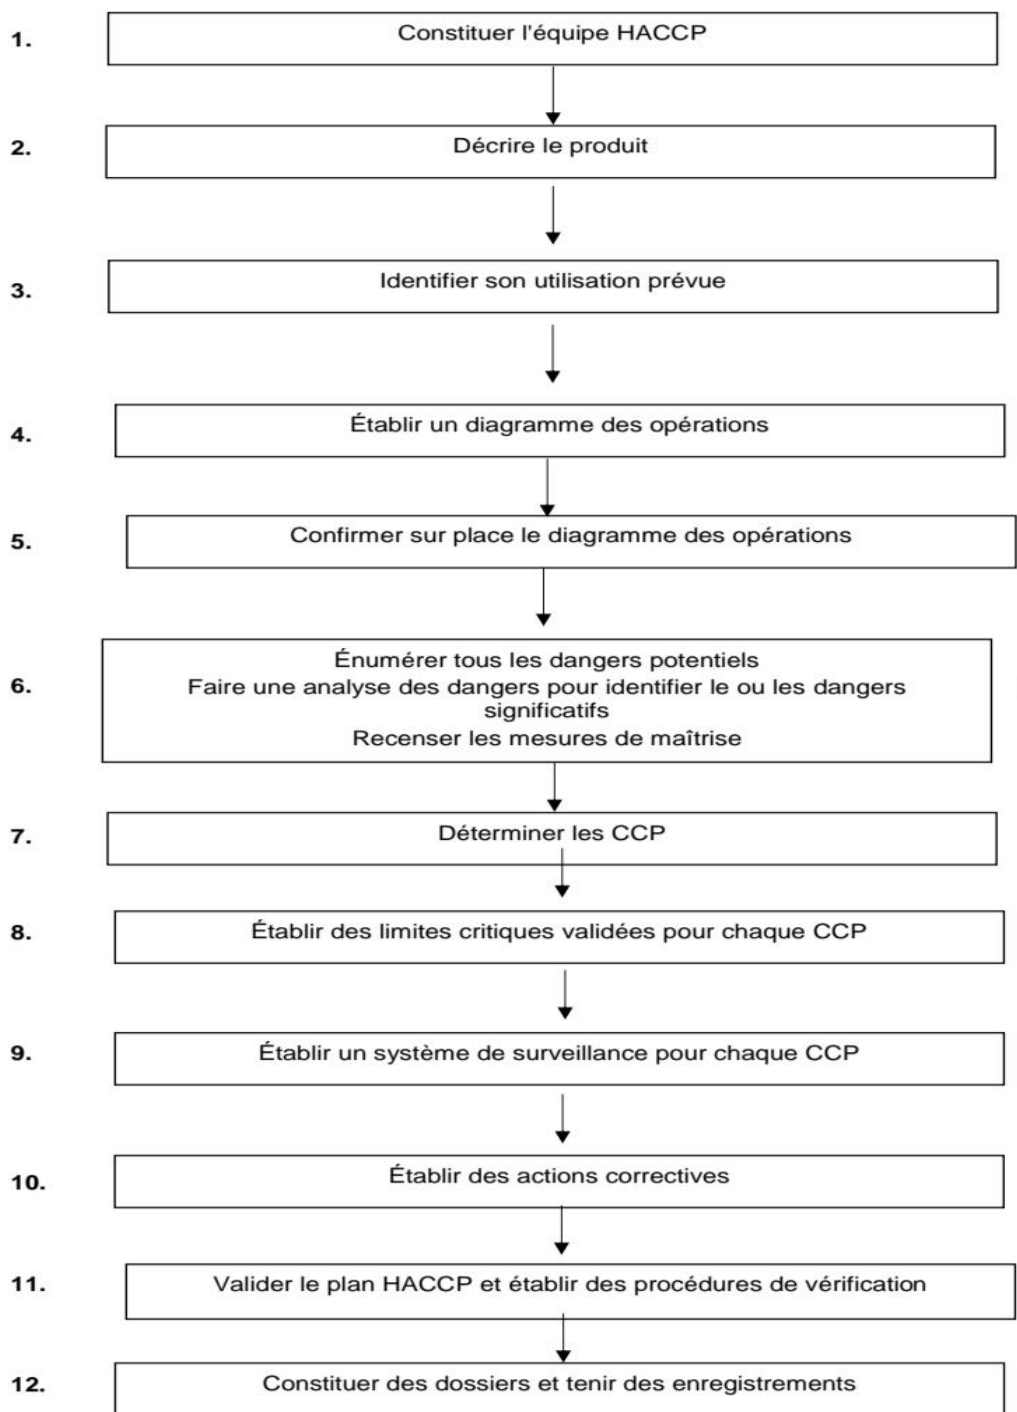 1. Constituer l'équipe HACCP
2. Décrire le produit
3. Identifier son utilisation prévue
4. Établir un diagramme des opérations
5. Confirmer sur place le diagramme des opérations
Énumérer tous les dangers potentiels
6. Faire une analyse des dangers pour identifier le ou les dangers
significatifs
Recenser les mesures de maîtrise
7. Déterminer les CCP
8. Établir des limites critiques validées pour chaque CCP
9. Établir un système de surveillance pour chaque CCP
10. Établir des actions correctives
11. Valider le plan HACCP et établir des procédures de vérification
12. Constituer des dossiers et tenir des enregistrements